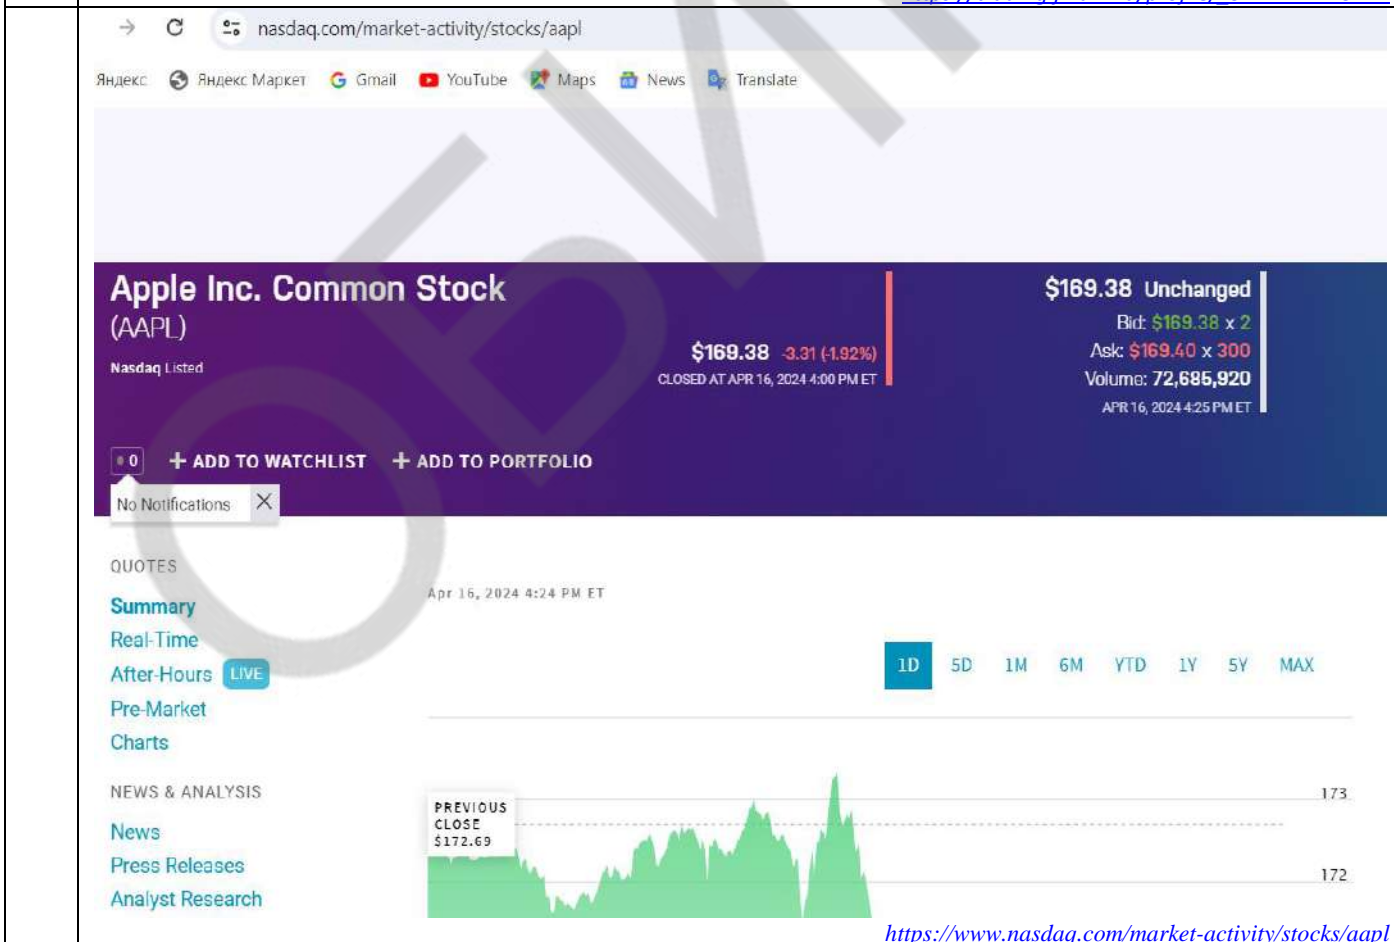 nasdaq.com/market-activity/stocks/aapl
Яндекс Яндекс Маркет Gmail YouTube Maps News Translate
Apple Inc. Common Stock
(AAPL)
Nasdaq Listed
$169.38 -3.31 (-1.92%)
CLOSED AT APR 16, 2024 4:00 PM ET
$169.38 Unchanged
Bid: $169.38 x 2
Ask: $169.40 x 300
Volume: 72,685,920
APR 16, 2024 4:25 PM ET
0 + ADD TO WATCHLIST + ADD TO PORTFOLIO
No Notifications X
QUOTES
Summary
Real-Time
After-Hours LIVE
Pre-Market
Charts
NEWS & ANALYSIS
News
Press Releases
Analyst Research
Apr 16, 2024 4:24 PM ET
1D 5D 1M 6M YTD 1Y 5Y MAX
PREVIOUS
CLOSE
$172.69
173
172
https://www.nasdaq.com/market-activity/stocks/aapl